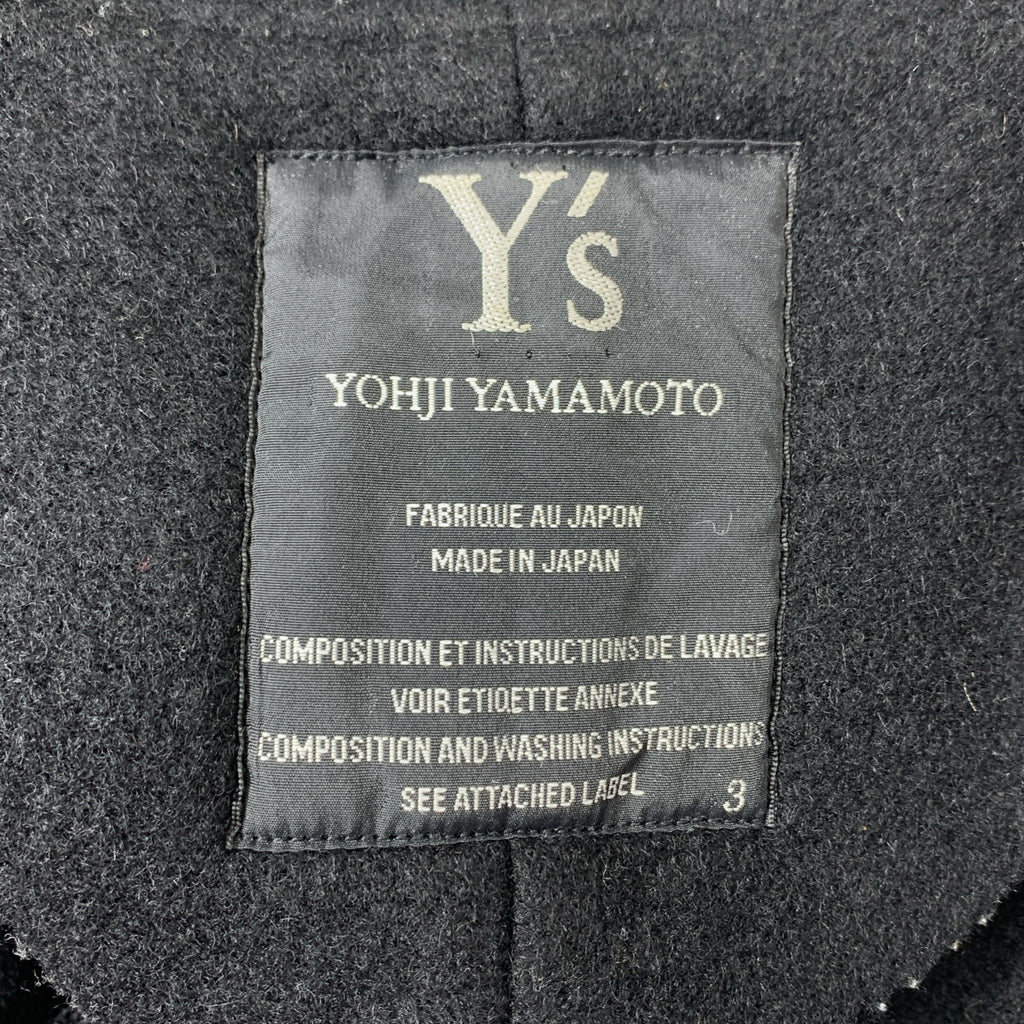 Y's
YOHJI YAMAMOTO
FABRIQUE AU JAPON
MADE IN JAPAN
COMPOSITION ET INSTRUCTIONS DE LAVAGE
VOIR ETIQETTE ANNEXE
COMPOSITION AND WASHING INSTRUCTIONS
SEE ATTACHED LABEL 3